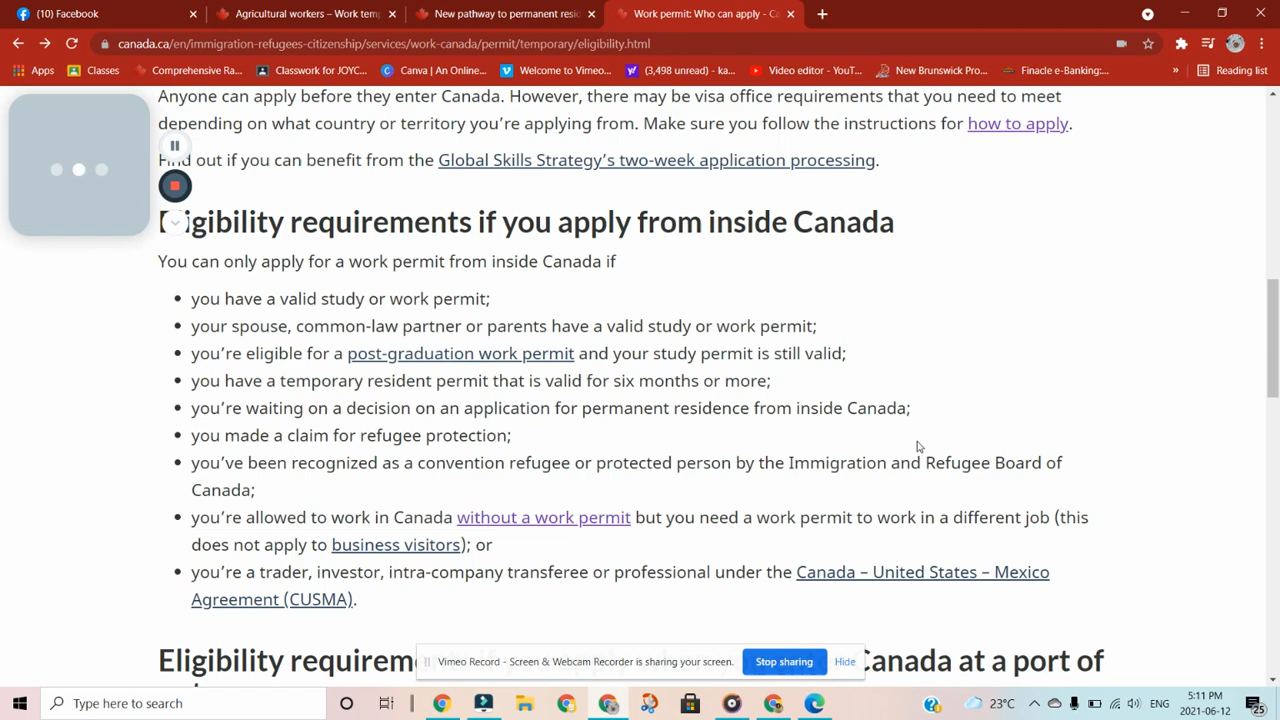 (10) Facebook
Agricultural workers – Work temp
New pathway to permanent resid
Work permit: Who can apply - Ca
canada.ca/en/immigration-refugees-citizenship/services/work-canada/permit/temporary/eligibility.html
Apps
Classes
Comprehensive Ra...
Classwork for JOYC...
Canva | An Online...
Welcome to Vimeo...
(3,498 unread) - ka...
Video editor - YouT...
New Brunswick Pro...
Finacle e-Banking:...
»
Reading list
Anyone can apply before they enter Canada. However, there may be visa office requirements that you need to meet
depending on what country or territory you're applying from. Make sure you follow the instructions for how to apply.
Find out if you can benefit from the Global Skills Strategy's two-week application processing.
Eligibility requirements if you apply from inside Canada
You can only apply for a work permit from inside Canada if
• you have a valid study or work permit;
• your spouse, common-law partner or parents have a valid study or work permit;
• you're eligible for a post-graduation work permit and your study permit is still valid;
• you have a temporary resident permit that is valid for six months or more;
• you're waiting on a decision on an application for permanent residence from inside Canada;
• you made a claim for refugee protection;
• you've been recognized as a convention refugee or protected person by the Immigration and Refugee Board of
Canada;
• you're allowed to work in Canada without a work permit but you need a work permit to work in a different job (this
does not apply to business visitors); or
• you're a trader, investor, intra-company transferee or professional under the Canada – United States – Mexico
Agreement (CUSMA).
Eligibility requirem Canada at a port of
Vimeo Record - Screen & Webcam Recorder is sharing your screen.
Stop sharing
Hide
Type here to search
23°C
ENG
5:11 PM
2021-06-12
25